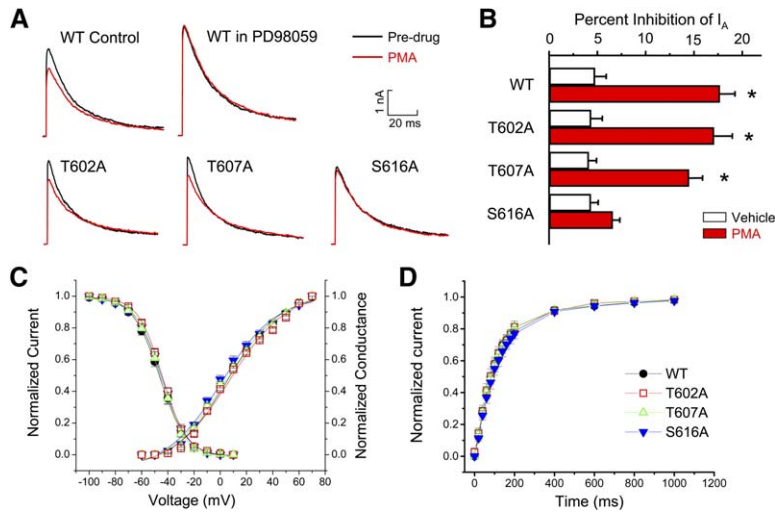 A
WT Control
WT in PD98059
Pre-drug
PMA
1 nA
20 ms
T602A
T607A
S616A
B
Percent Inhibition of I_A
0 5 10 15 20
WT
*
T602A
*
T607A
*
S616A
Vehicle
PMA
C
Normalized Current
1.0
0.8
0.6
0.4
0.2
0.0
1.0
0.8
0.6
0.4
0.2
0.0
Normalized Conductance
-100 -80 -60 -40 -20 0 20 40 60 80
Voltage (mV)
D
Normalized current
1.0
0.8
0.6
0.4
0.2
0.0
WT
T602A
T607A
S616A
0 200 400 600 800 1000 1200
Time (ms)